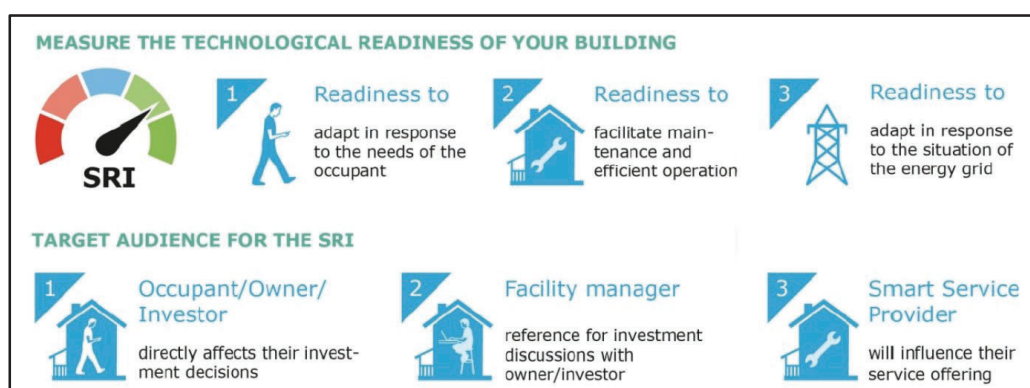 MEASURE THE TECHNOLOGICAL READINESS OF YOUR BUILDING
SRI
1
Readiness to
adapt in response
to the needs of the
occupant
2
Readiness to
facilitate main-
tenance and
efficient operation
3
Readiness to
adapt in response
to the situation of
the energy grid
TARGET AUDIENCE FOR THE SRI
1
Occupant/Owner/
Investor
directly affects their invest-
ment decisions
2
Facility manager
reference for investment
discussions with
owner/investor
3
Smart Service
Provider
will influence their
service offering